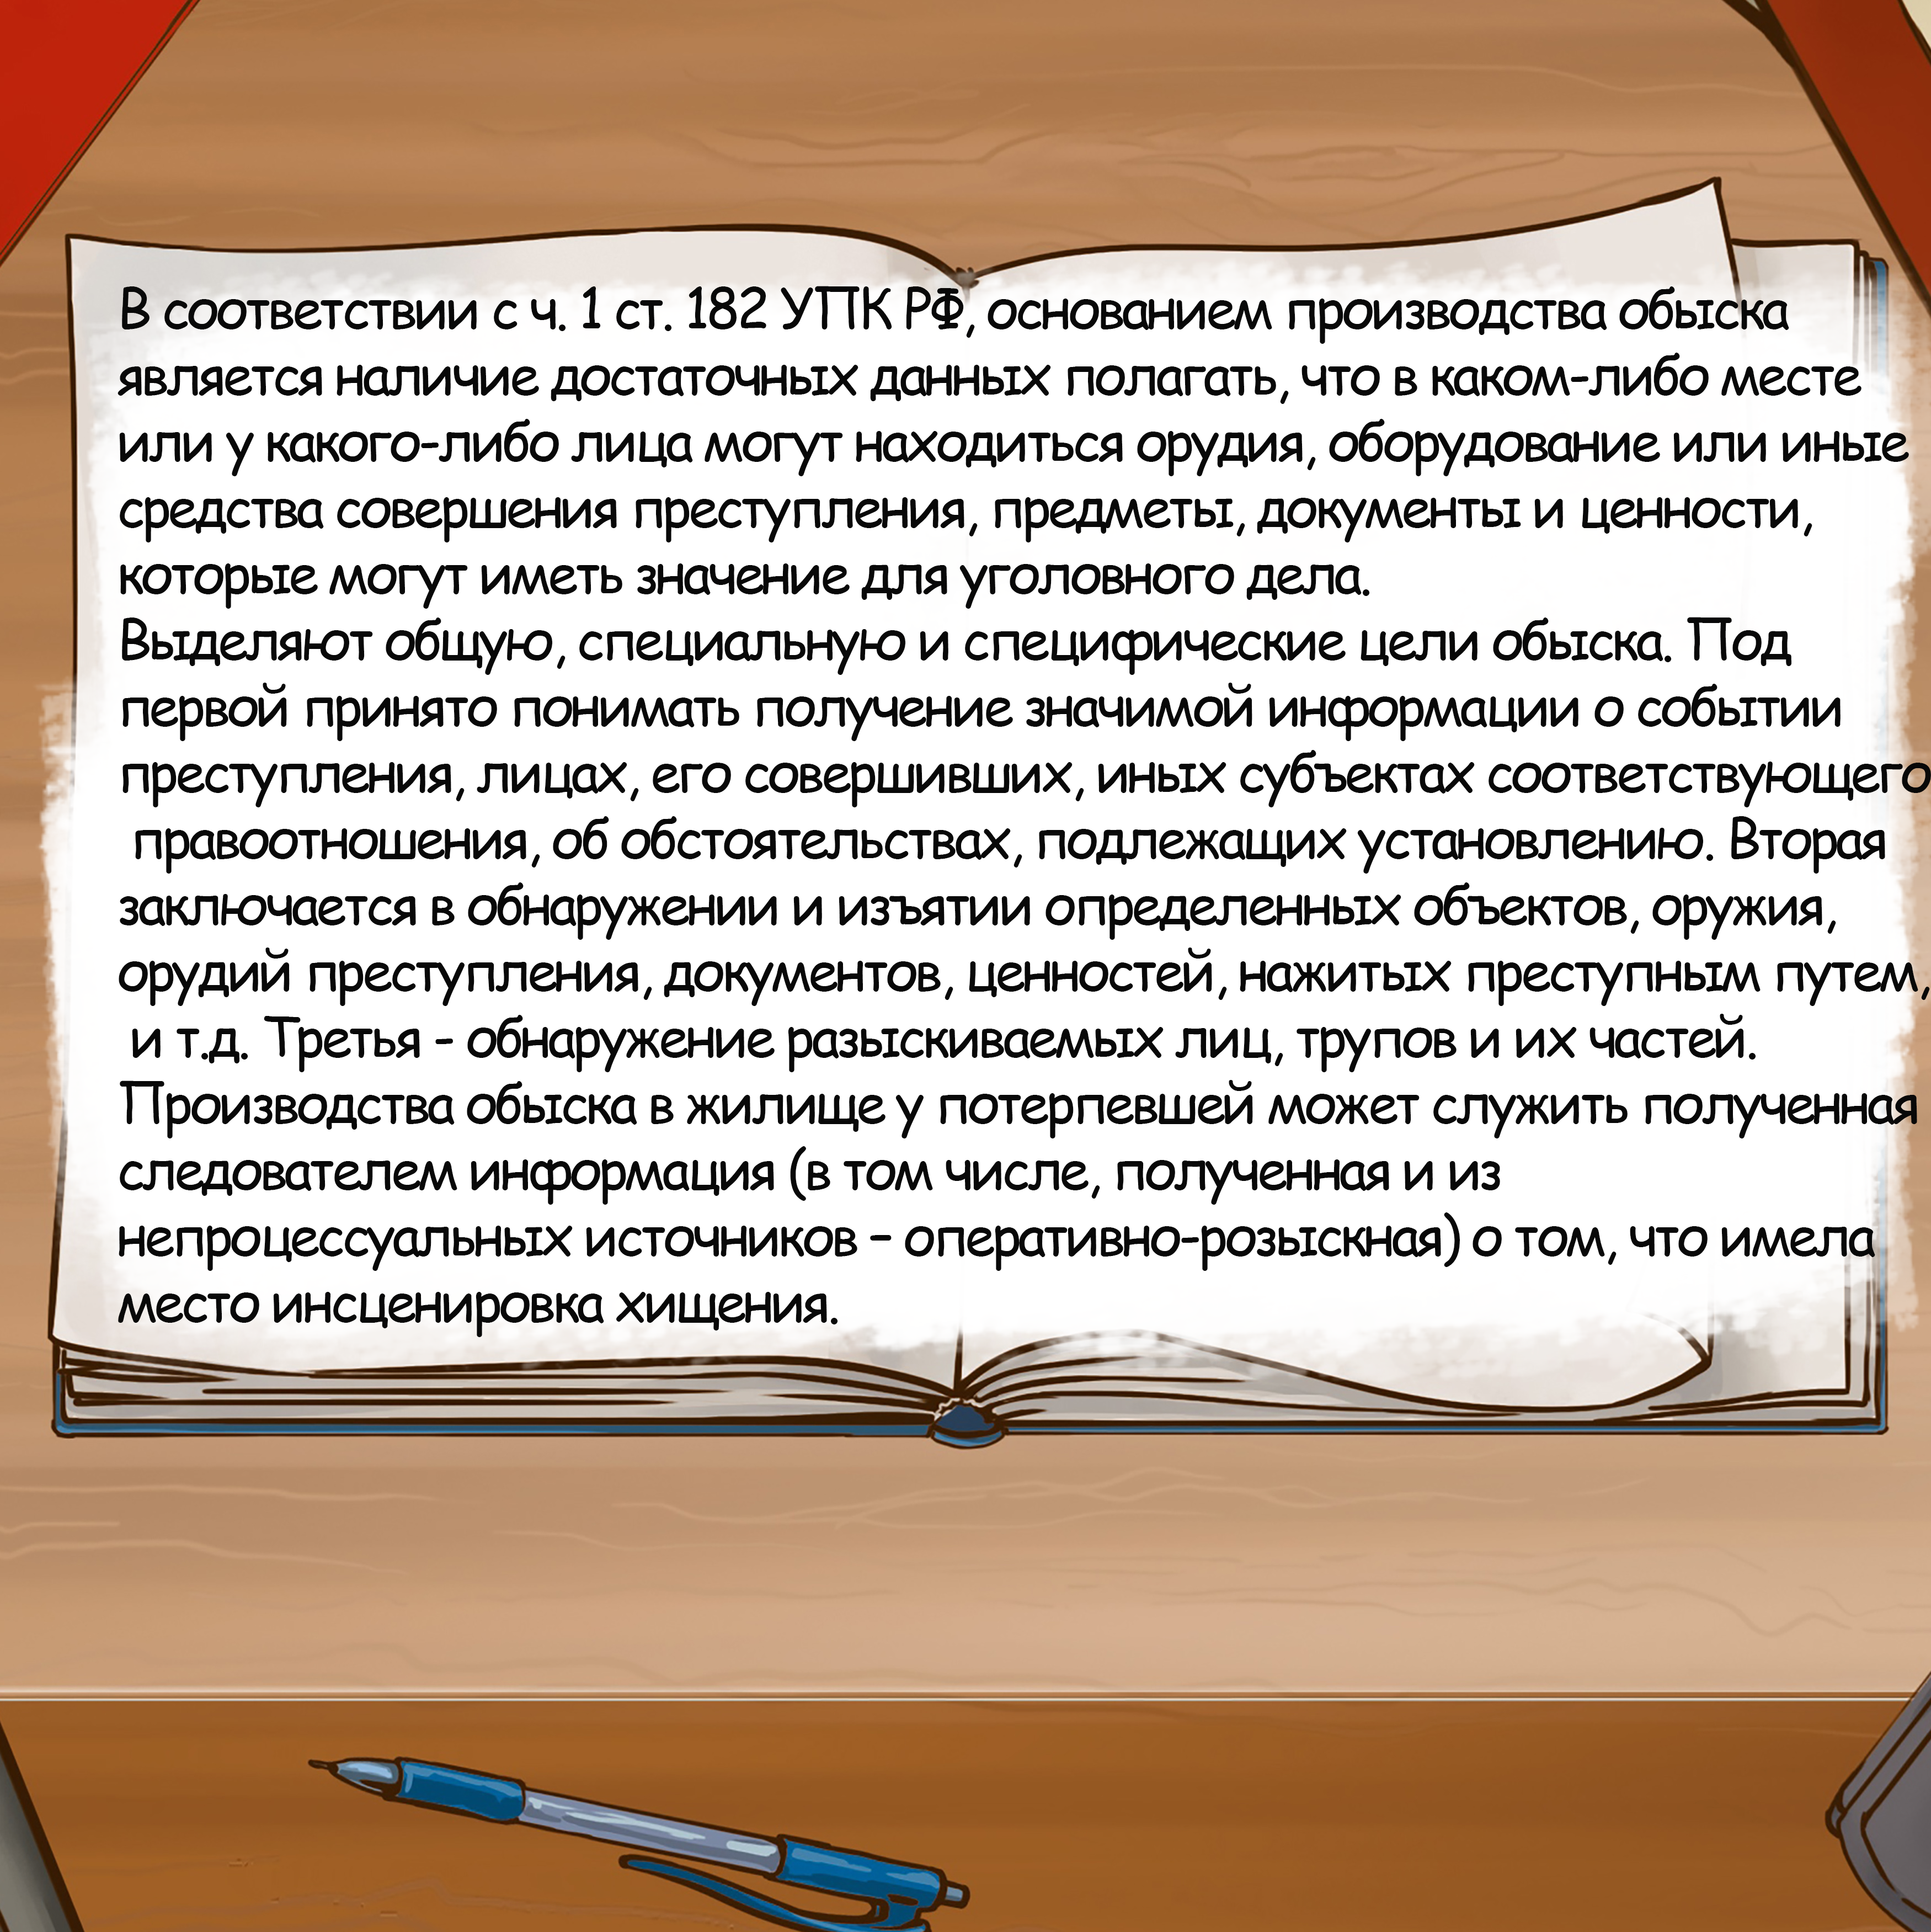 В соответствии с ч. 1 ст. 182 УПК РФ, основанием производства обыска
является наличие достаточных данных полагать, что в каком-либо месте
или у какого-либо лица могут находиться орудия, оборудование или иные
средства совершения преступления, предметы, документы и ценности,
которые могут иметь значение для уголовного дела.
Выделяют общую, специальную и специфические цели обыска. Под
первой принято понимать получение значимой информации о событии
преступления, лицах, его совершивших, иных субъектах соответствующего
правоотношения, об обстоятельствах, подлежащих установлению. Вторая
заключается в обнаружении и изъятии определенных объектов, оружия,
орудий преступления, документов, ценностей, нажитых преступным путем,
и т.д. Третья - обнаружение разыскиваемых лиц, трупов и их частей.
Производства обыска в жилище у потерпевшей может служить полученная
следователем информация (в том числе, полученная и из
непроцессуальных источников – оперативно-розыскная) о том, что имела
место инсценировка хищения.